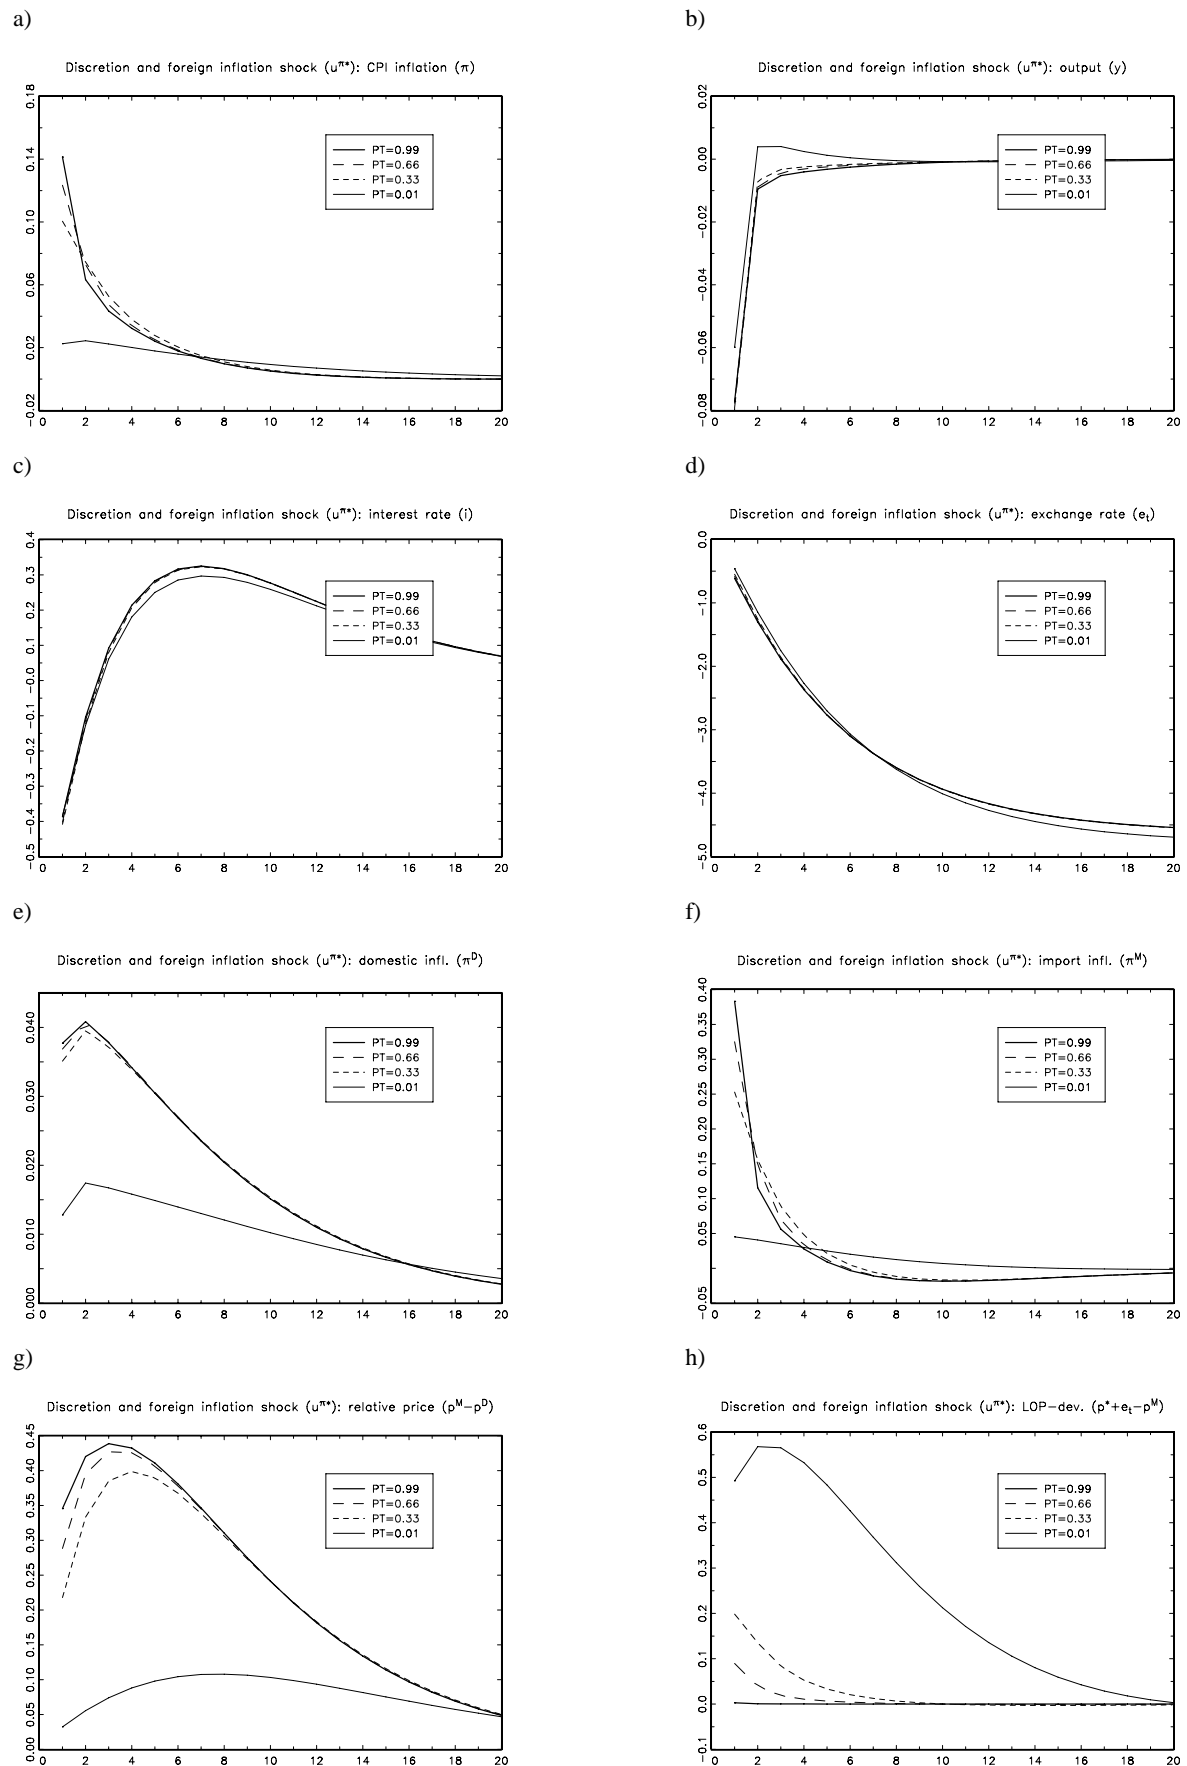 a)
Discretion and foreign inflation shock (u^π*): CPI inflation (π)
0.18
0.14
0.10
0.06
0.02
−0.02
PT=0.99
PT=0.66
PT=0.33
PT=0.01
0 2 4 6 8 10 12 14 16 18 20
b)
Discretion and foreign inflation shock (u^π*): output (y)
0.02
0.00
−0.02
−0.04
−0.06
−0.08
PT=0.99
PT=0.66
PT=0.33
PT=0.01
0 2 4 6 8 10 12 14 16 18 20
c)
Discretion and foreign inflation shock (u^π*): interest rate (i)
0.4
0.3
0.2
0.1
−0.0
−0.1
−0.2
−0.3
−0.4
−0.5
PT=0.99
PT=0.66
PT=0.33
PT=0.01
0 2 4 6 8 10 12 14 16 18 20
d)
Discretion and foreign inflation shock (u^π*): exchange rate (e_t)
0.0
−1.0
−2.0
−3.0
−4.0
−5.0
PT=0.99
PT=0.66
PT=0.33
PT=0.01
0 2 4 6 8 10 12 14 16 18 20
e)
Discretion and foreign inflation shock (u^π*): domestic infl. (π^D)
0.040
0.030
0.020
0.010
0.000
PT=0.99
PT=0.66
PT=0.33
PT=0.01
0 2 4 6 8 10 12 14 16 18 20
f)
Discretion and foreign inflation shock (u^π*): import infl. (π^M)
0.40
0.35
0.30
0.25
0.20
0.15
0.10
0.05
−0.05
PT=0.99
PT=0.66
PT=0.33
PT=0.01
0 2 4 6 8 10 12 14 16 18 20
g)
Discretion and foreign inflation shock (u^π*): relative price (p^M−p^D)
0.45
0.40
0.35
0.30
0.25
0.20
0.15
0.10
0.05
0.00
PT=0.99
PT=0.66
PT=0.33
PT=0.01
0 2 4 6 8 10 12 14 16 18 20
h)
Discretion and foreign inflation shock (u^π*): LOP−dev. (p*+e_t−p^M)
0.6
0.5
0.4
0.3
0.2
0.1
0.0
−0.1
PT=0.99
PT=0.66
PT=0.33
PT=0.01
0 2 4 6 8 10 12 14 16 18 20